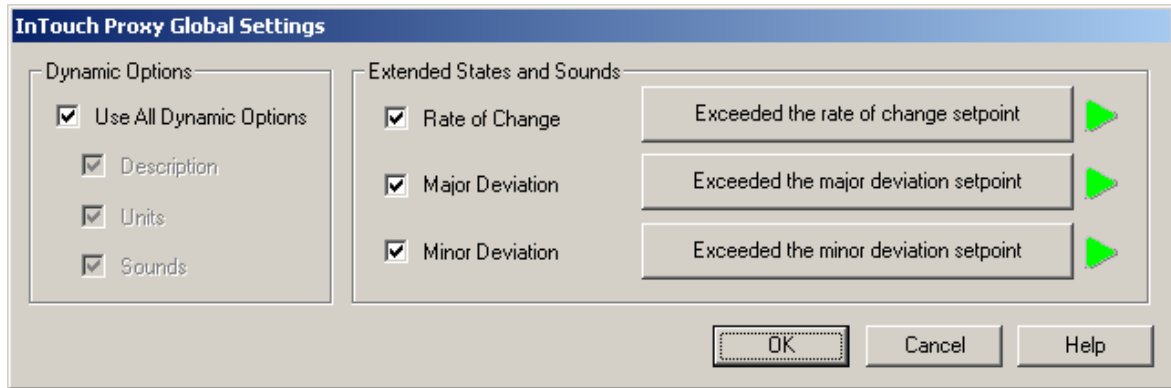 InTouch Proxy Global Settings
Dynamic Options
Use All Dynamic Options
Description
Units
Sounds
Extended States and Sounds
Rate of Change
Exceeded the rate of change setpoint
Major Deviation
Exceeded the major deviation setpoint
Minor Deviation
Exceeded the minor deviation setpoint
OK
Cancel
Help